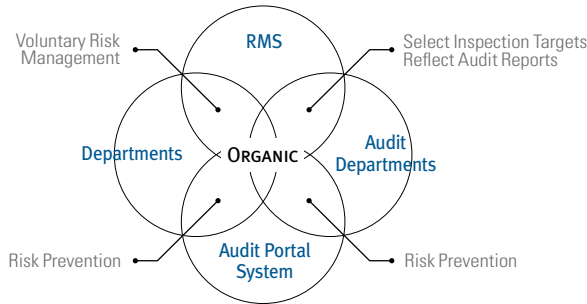 Voluntary Risk
Management
RMS
Select Inspection Targets
Reflect Audit Reports
Departments
ORGANIC
Audit
Departments
Risk Prevention
Audit Portal
System
Risk Prevention